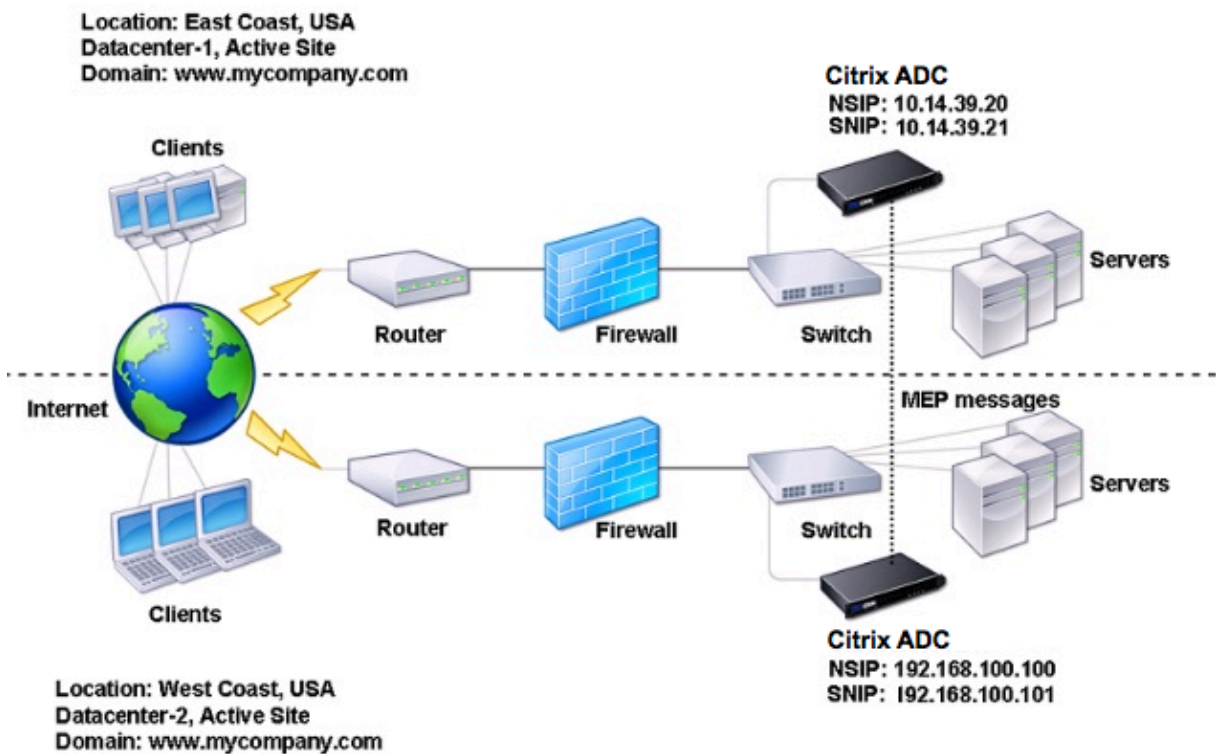 Location: East Coast, USA
Datacenter-1, Active Site
Domain: www.mycompany.com
Citrix ADC
NSIP: 10.14.39.20
SNIP: 10.14.39.21
Clients
Servers
Router
Firewall
Switch
Internet
MEP messages
Servers
Router
Firewall
Switch
Clients
Citrix ADC
NSIP: 192.168.100.100
SNIP: 192.168.100.101
Location: West Coast, USA
Datacenter-2, Active Site
Domain: www.mycompany.com